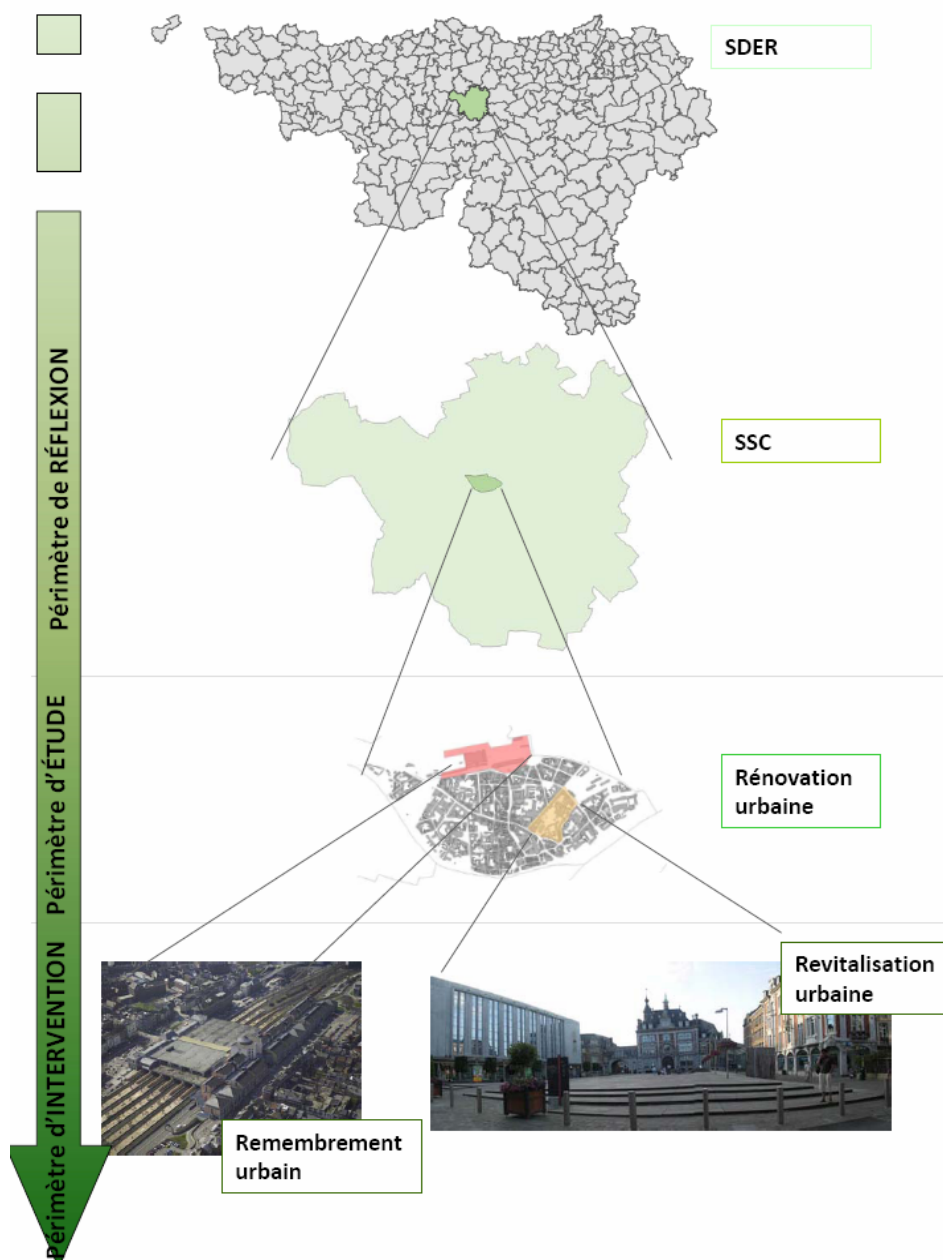 SDER
Périmètre de RÉFLEXION
SSC
Périmètre d'ÉTUDE
Rénovation
urbaine
Périmètre d'INTERVENTION
Revitalisation
urbaine
Remembrement
urbain